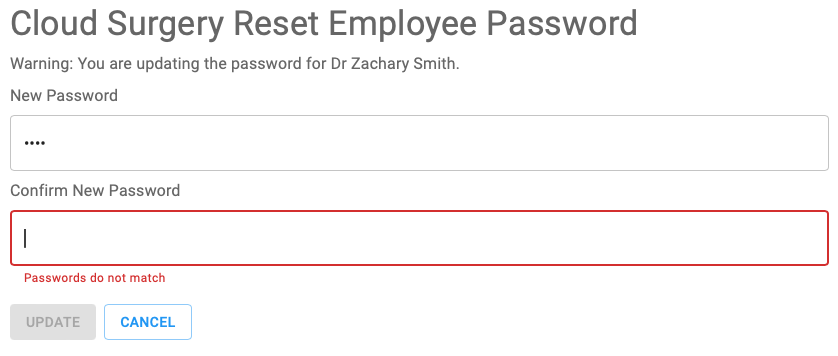 Cloud Surgery Reset Employee Password
Warning: You are updating the password for Dr Zachary Smith.
New Password
••••
Confirm New Password
Passwords do not match
UPDATE CANCEL